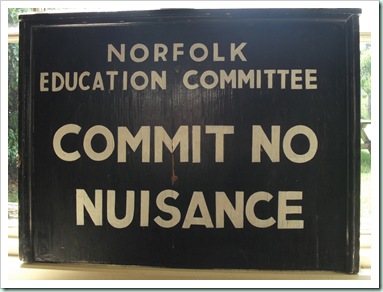 NORFOLK
EDUCATION COMMITTEE
COMMIT NO
NUISANCE